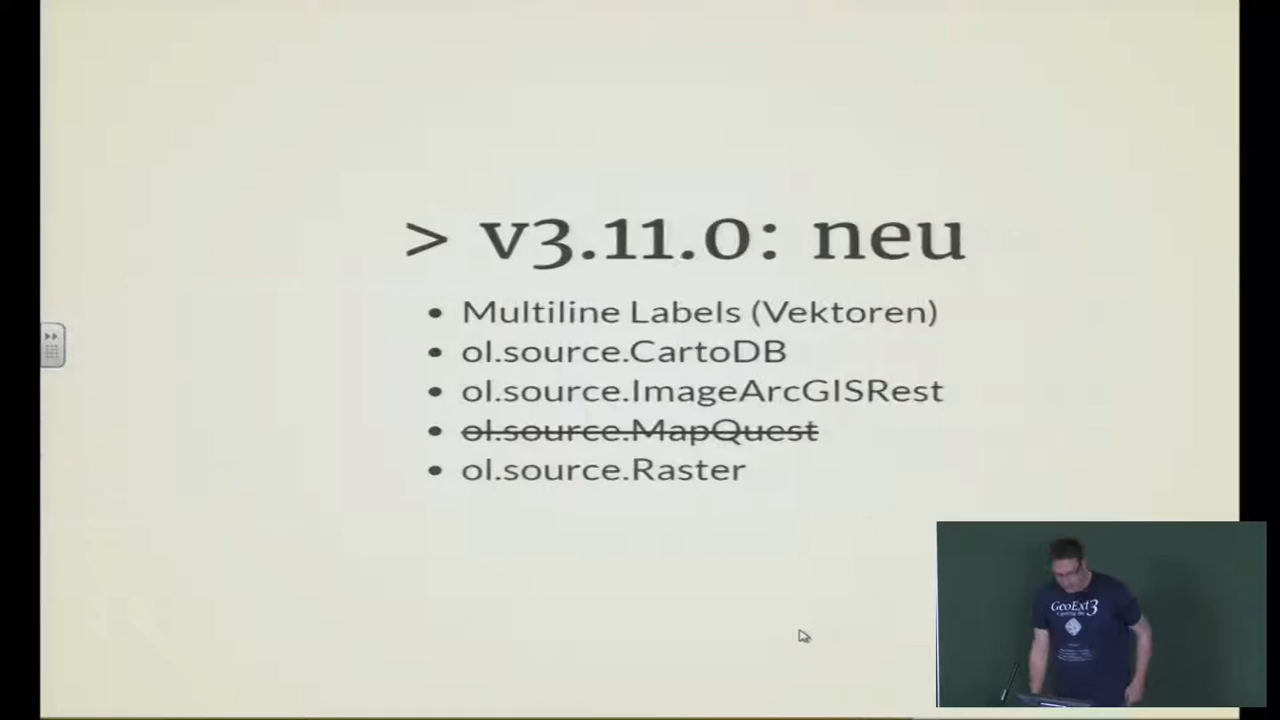 > v3.11.0: neu
• Multiline Labels (Vektoren)
• ol.source.CartoDB
• ol.source.ImageArcGISRest
• ol.source.MapQuest
• ol.source.Raster
GeoExt3